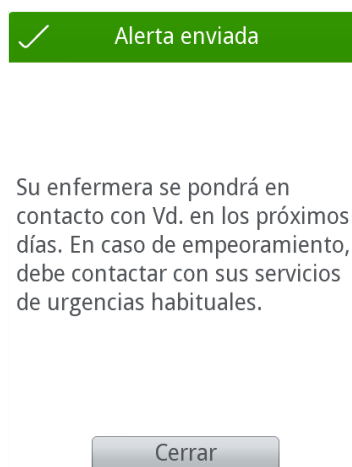 Alerta enviada
Su enfermera se pondrá en
contacto con Vd. en los próximos
días. En caso de empeoramiento,
debe contactar con sus servicios
de urgencias habituales.
Cerrar